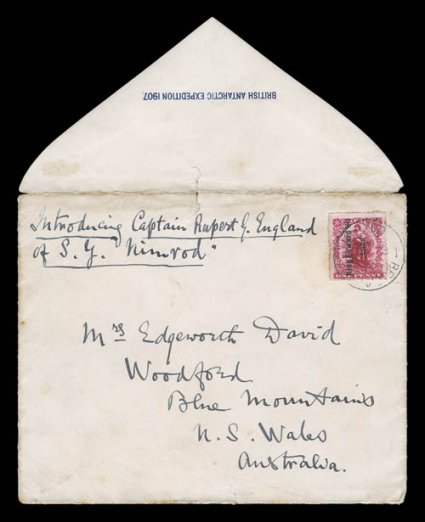 BRITISH ANTARCTIC EXPEDITION 1907.
Introducing Captain Rupert G. England
of S. Y. "Nimrod"
Mrs Edgeworth David
Woodford
Blue Mountains
N. S. Wales
Australia.